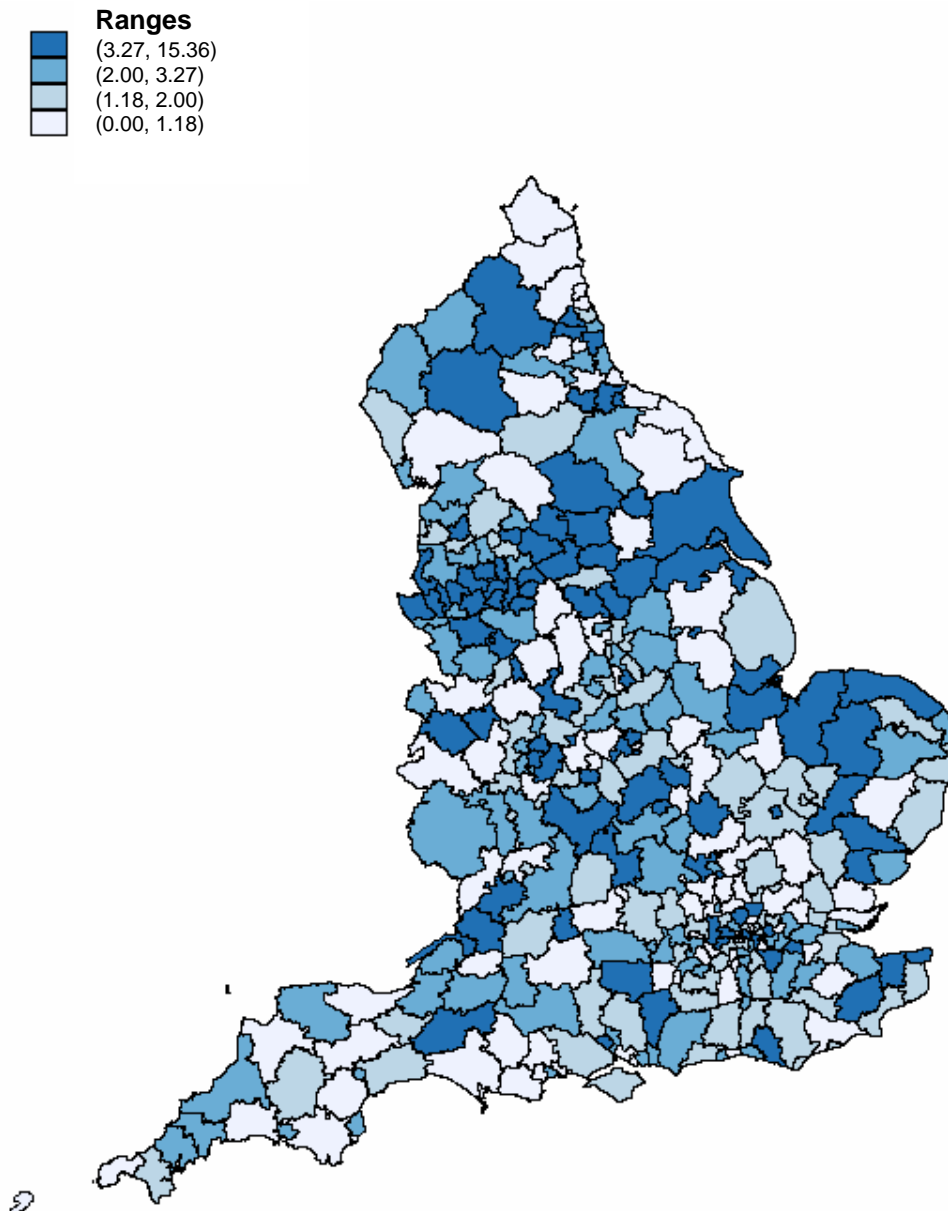 Ranges
(3.27, 15.36)
(2.00, 3.27)
(1.18, 2.00)
(0.00, 1.18)